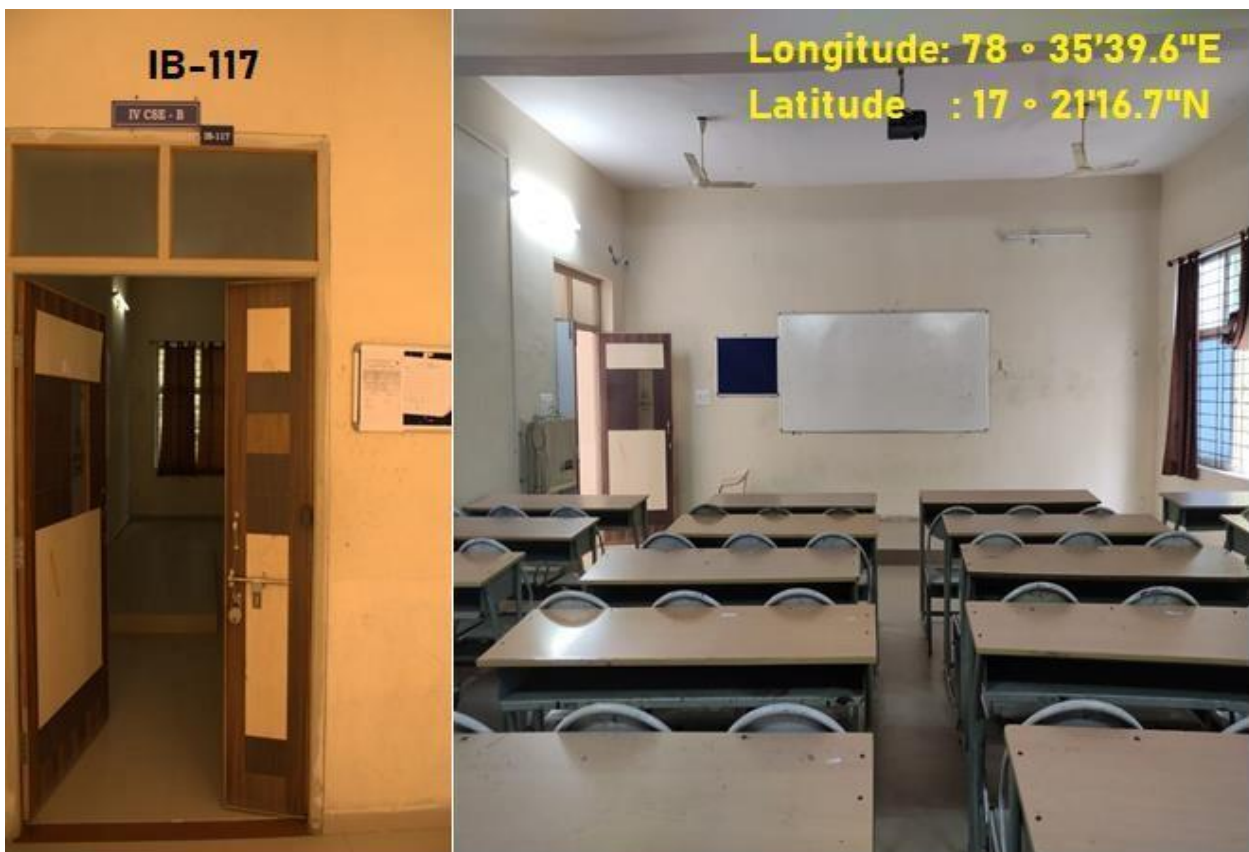 IB-117
IV CSE - B
IB-117
Longitude: 78 ∘ 35'39.6"E
Latitude : 17 ∘ 21'16.7"N